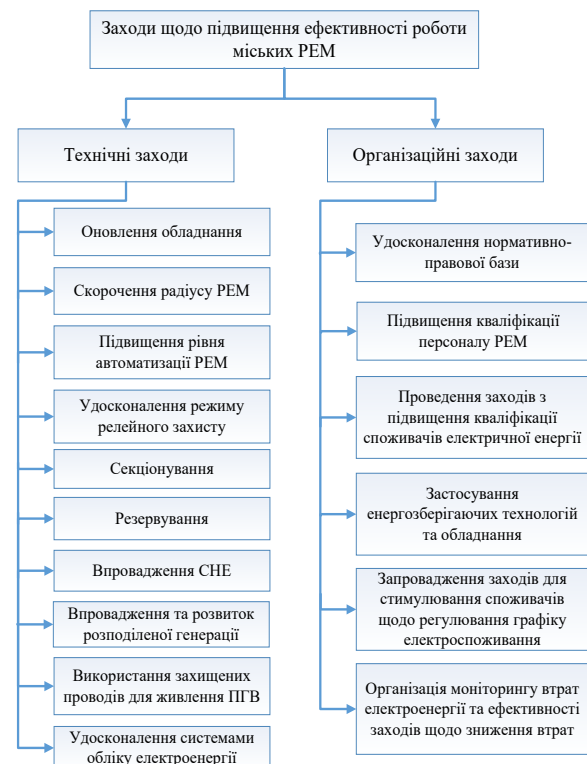 Заходи щодо підвищення ефективності роботи
міських РЕМ
Технічні заходи
Оновлення обладнання
Скорочення радіусу РЕМ
Підвищення рівня
автоматизації РЕМ
Удосконалення режиму
релейного захисту
Секціонування
Резервування
Впровадження СНЕ
Впровадження та розвиток
розподіленої генерації
Використання захищених
проводів для живлення ПГВ
Удосконалення системами
обліку електроенергії
Організаційні заходи
Удосконалення нормативно-
правової бази
Підвищення кваліфікації
персоналу РЕМ
Проведення заходів з
підвищення кваліфікації
споживачів електричної енергії
Застосування
енергозберігаючих технологій
та обладнання
Запровадження заходів для
стимулювання споживачів
щодо регулювання графіку
електроспоживання
Організація моніторингу втрат
електроенергії та ефективності
заходів щодо зниження втрат